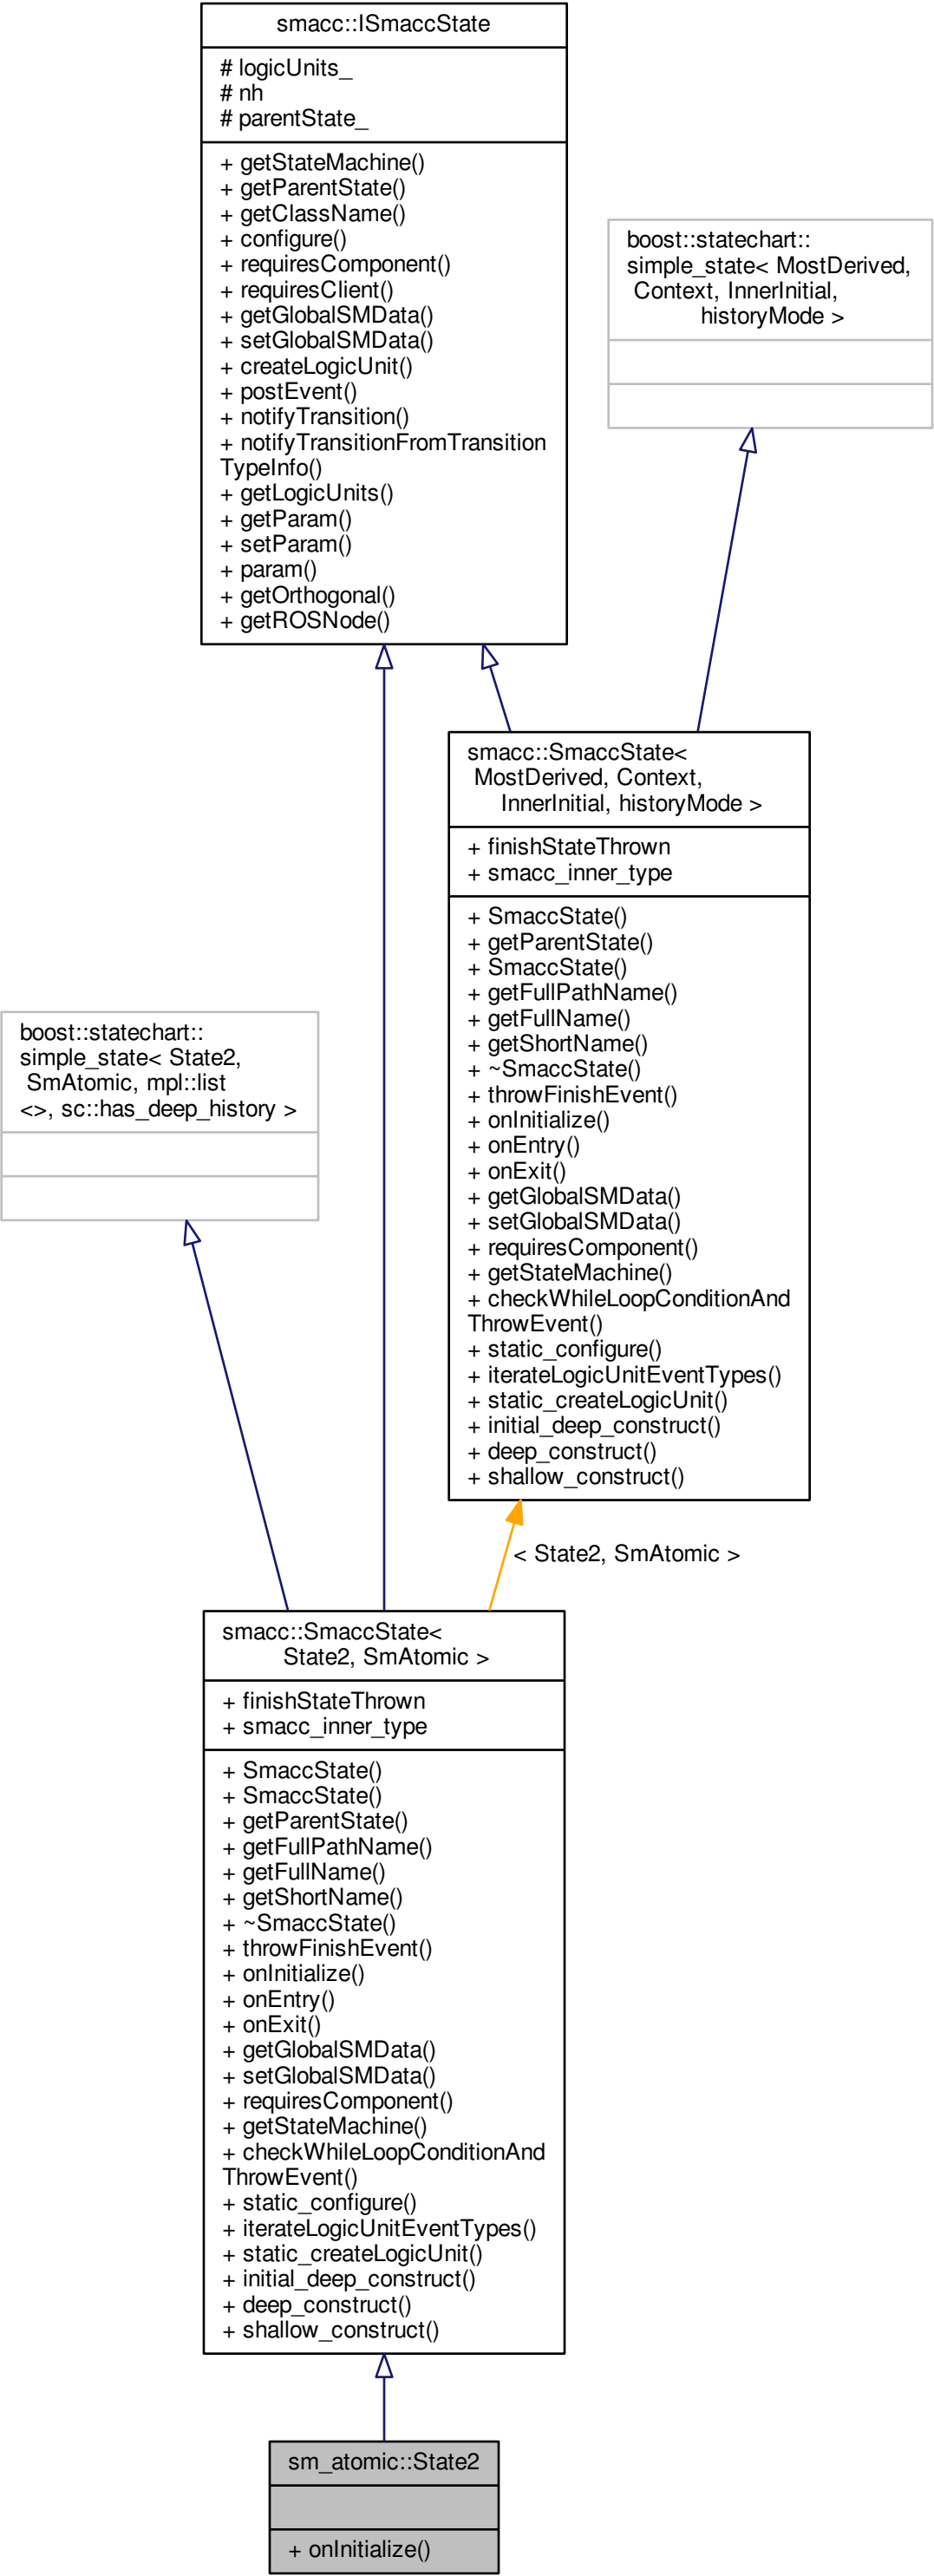 smacc::ISmaccState
# logicUnits_
# nh
# parentState_
+ getStateMachine()
+ getParentState()
+ getClassName()
+ configure()
+ requiresComponent()
+ requiresClient()
+ getGlobalSMData()
+ setGlobalSMData()
+ createLogicUnit()
+ postEvent()
+ notifyTransition()
+ notifyTransitionFromTransition
TypeInfo()
+ getLogicUnits()
+ getParam()
+ setParam()
+ param()
+ getOrthogonal()
+ getROSNode()
boost::statechart::
simple_state< MostDerived,
Context, InnerInitial,
historyMode >
smacc::SmaccState<
MostDerived, Context,
InnerInitial, historyMode >
+ finishStateThrown
+ smacc_inner_type
+ SmaccState()
+ getParentState()
+ SmaccState()
+ getFullPathName()
+ getFullName()
+ getShortName()
+ ~SmaccState()
+ throwFinishEvent()
+ onInitialize()
+ onEntry()
+ onExit()
+ getGlobalSMData()
+ setGlobalSMData()
+ requiresComponent()
+ getStateMachine()
+ checkWhileLoopConditionAnd
ThrowEvent()
+ static_configure()
+ iterateLogicUnitEventTypes()
+ static_createLogicUnit()
+ initial_deep_construct()
+ deep_construct()
+ shallow_construct()
boost::statechart::
simple_state< State2,
SmAtomic, mpl::list
<>, sc::has_deep_history >
< State2, SmAtomic >
smacc::SmaccState<
State2, SmAtomic >
+ finishStateThrown
+ smacc_inner_type
+ SmaccState()
+ SmaccState()
+ getParentState()
+ getFullPathName()
+ getFullName()
+ getShortName()
+ ~SmaccState()
+ throwFinishEvent()
+ onInitialize()
+ onEntry()
+ onExit()
+ getGlobalSMData()
+ setGlobalSMData()
+ requiresComponent()
+ getStateMachine()
+ checkWhileLoopConditionAnd
ThrowEvent()
+ static_configure()
+ iterateLogicUnitEventTypes()
+ static_createLogicUnit()
+ initial_deep_construct()
+ deep_construct()
+ shallow_construct()
sm_atomic::State2
+ onInitialize()